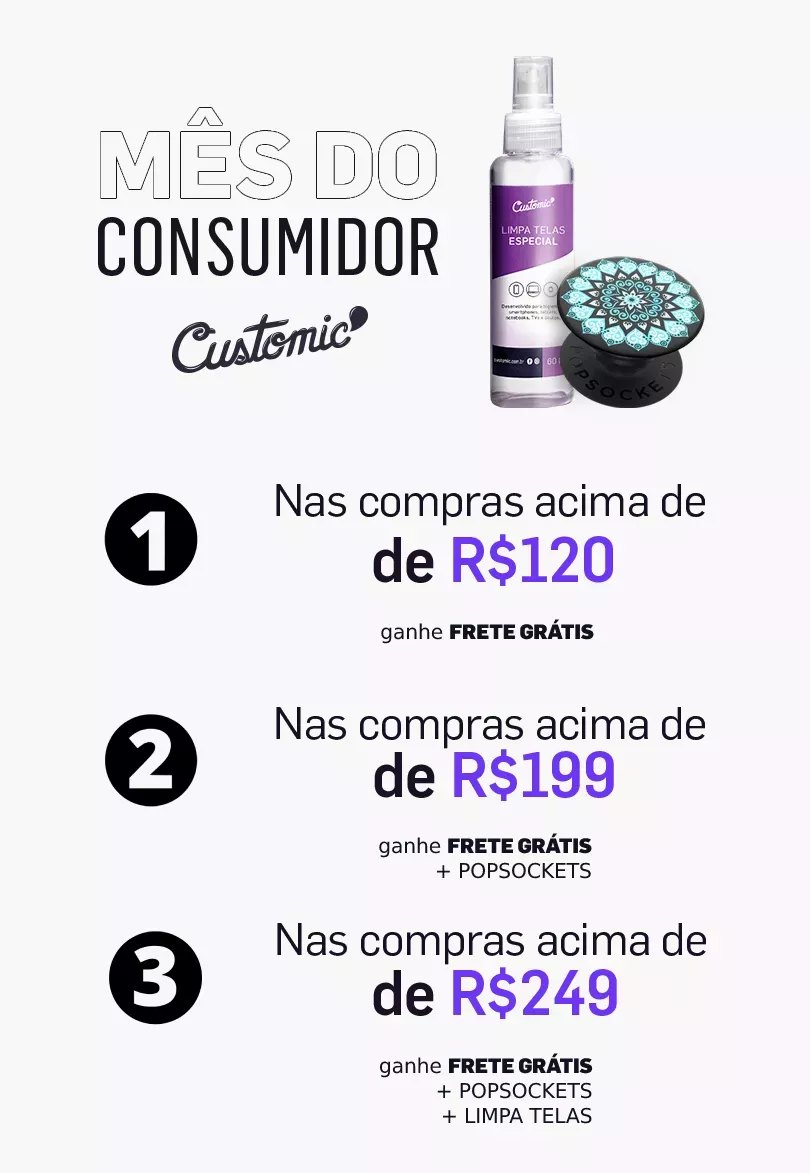 MÊS DO
CONSUMIDOR
Customic
Customic
LIMPA TELAS
ESPECIAL
60
POPSOCKETS
1
Nas compras acima de
de R$120
ganhe FRETE GRÁTIS
2
Nas compras acima de
de R$199
ganhe FRETE GRÁTIS
+ POPSOCKETS
3
Nas compras acima de
de R$249
ganhe FRETE GRÁTIS
+ POPSOCKETS
+ LIMPA TELAS